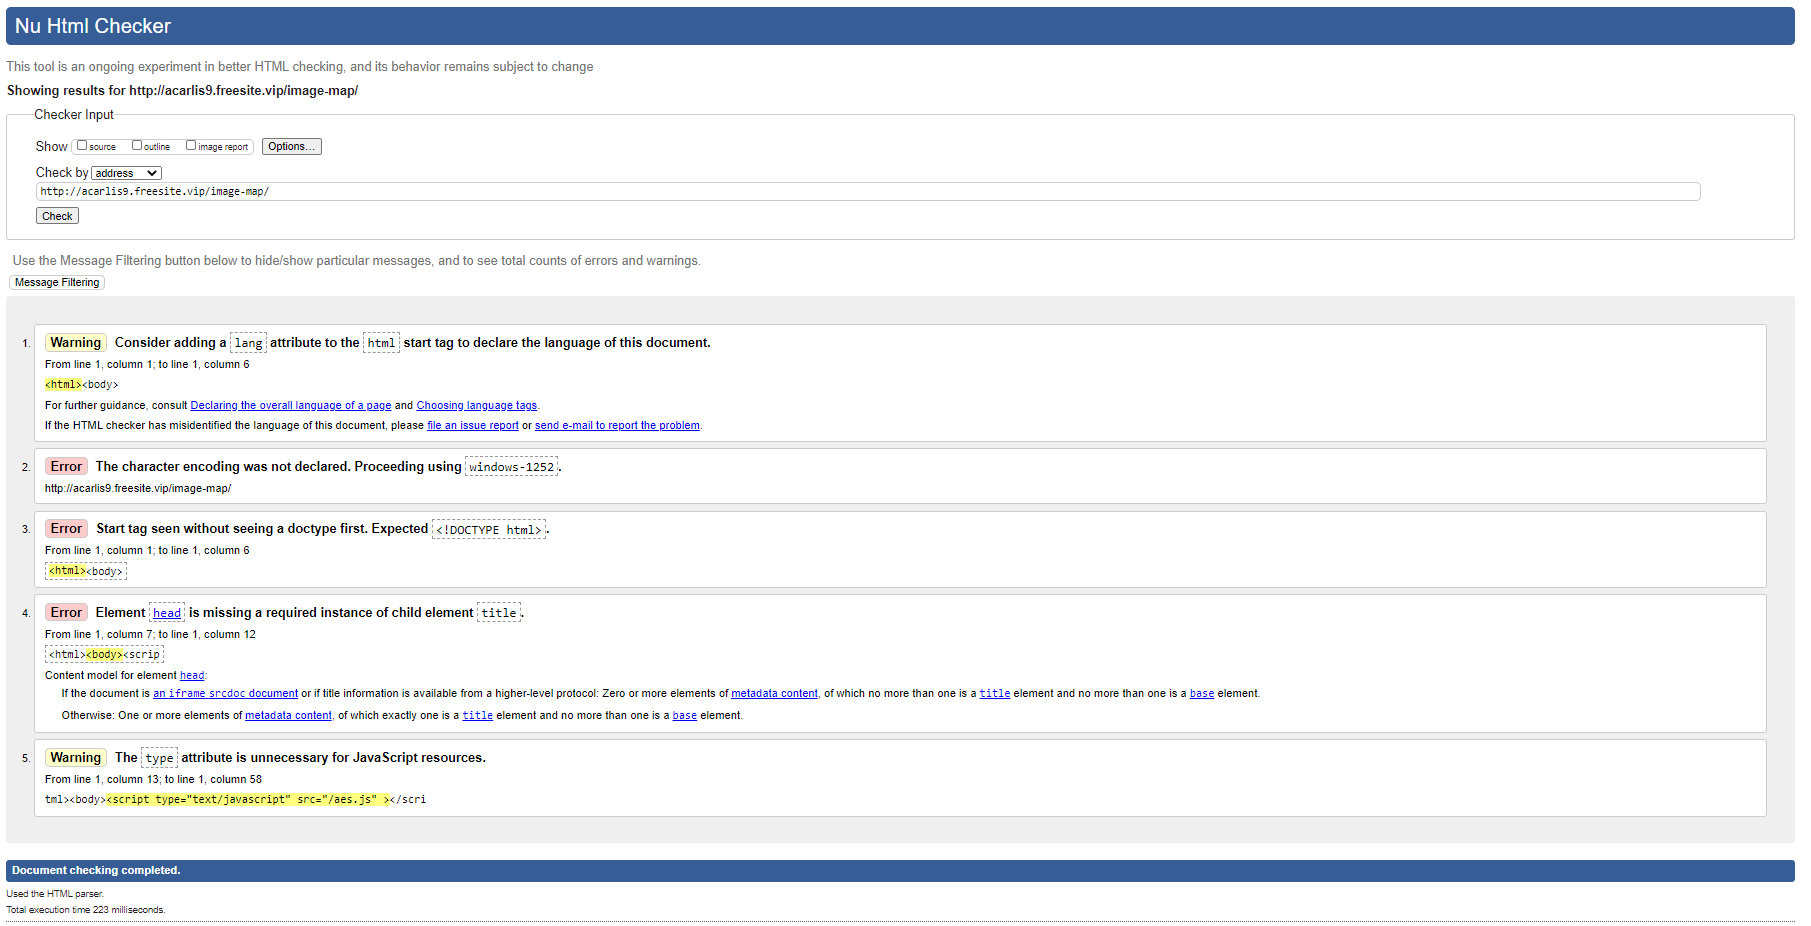 Nu Html Checker
This tool is an ongoing experiment in better HTML checking, and its behavior remains subject to change
Showing results for http://acarlis9.freesite.vip/image-map/
Checker Input
Show source outline image report Options...
Check by address
http://acarlis9.freesite.vip/image-map/
Check
Use the Message Filtering button below to hide/show particular messages, and to see total counts of errors and warnings.
Message Filtering
1. Warning Consider adding a lang attribute to the html start tag to declare the language of this document.
From line 1, column 1; to line 1, column 6
<html><body>
For further guidance, consult Declaring the overall language of a page and Choosing language tags.
If the HTML checker has misidentified the language of this document, please file an issue report or send e-mail to report the problem.
2. Error The character encoding was not declared. Proceeding using windows-1252.
http://acarlis9.freesite.vip/image-map/
3. Error Start tag seen without seeing a doctype first. Expected <!DOCTYPE html>.
From line 1, column 1; to line 1, column 6
<html><body>
4. Error Element head is missing a required instance of child element title.
From line 1, column 7; to line 1, column 12
<html><body><scrip
Content model for element head:
If the document is an iframe srcdoc document or if title information is available from a higher-level protocol: Zero or more elements of metadata content, of which no more than one is a title element and no more than one is a base element.
Otherwise: One or more elements of metadata content, of which exactly one is a title element and no more than one is a base element.
5. Warning The type attribute is unnecessary for JavaScript resources.
From line 1, column 13; to line 1, column 58
tml><body><script type="text/javascript" src="/aes.js" ></scri
Document checking completed.
Used the HTML parser.
Total execution time 223 milliseconds.